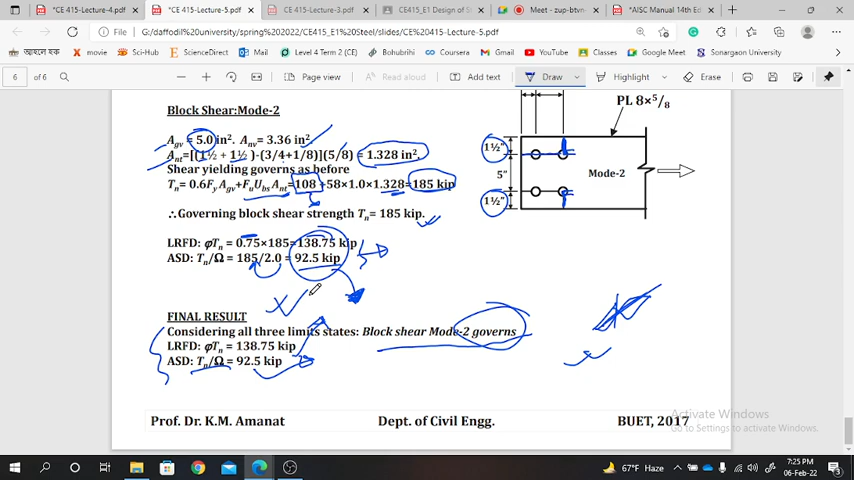 *CE 415-Lecture-4.pdf
*CE 415-Lecture-5.pdf
CE 415-Lecture-3.pdf
CE415_E1 Design of S
Meet - zup-btvn-
*AISC Manual 14th Ed
File | D:/daffodil0university/spring%202022/CE415_E1%20Steel/slides/CE%20415-Lecture-5.pdf
movie
Sci-Hub
ScienceDirect
Mail
Level 4 Term 2 (CE)
Bohubrihi
Coursera
Gmail
YouTube
Classes
Google Meet
Sonargaon University
6 of 6
Page view
Read aloud
Add text
Draw
Highlight
Erase
Block Shear:Mode-2
PL 8×5/8
Agv = 5.0 in². Anv= 3.36 in².
Ant=[(1½ + 1½ )-(3/4+1/8)](5/8) = 1.328 in².
Shear yielding governs as before
Tn= 0.6FyAgv+FuUbsAnt=108+58×1.0×1.328=185 kip
1½"
5"
Mode-2
1½"
∴Governing block shear strength Tn= 185 kip.
LRFD: φTn = 0.75×185=138.75 kip
ASD: Tn/Ω = 185/2.0 = 92.5 kip
FINAL RESULT
Considering all three limits states: Block shear Mode-2 governs
LRFD: φTn = 138.75 kip
ASD: Tn/Ω = 92.5 kip
Prof. Dr. K.M. Amanat
Dept. of Civil Engg.
BUET, 2017
Activate Windows
Go to Settings to activate Windows.
67°F Haze
7:25 PM
06-Feb-22